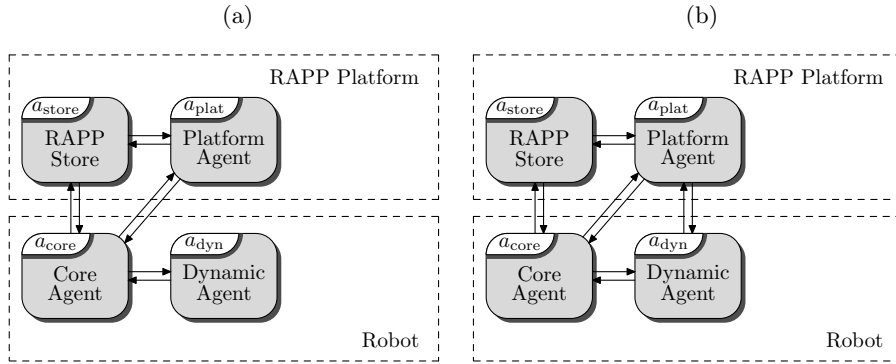 (a)
RAPP Platform
a_store
RAPP
Store
a_plat
Platform
Agent
a_core
Core
Agent
a_dyn
Dynamic
Agent
Robot
(b)
RAPP Platform
a_store
RAPP
Store
a_plat
Platform
Agent
a_core
Core
Agent
a_dyn
Dynamic
Agent
Robot